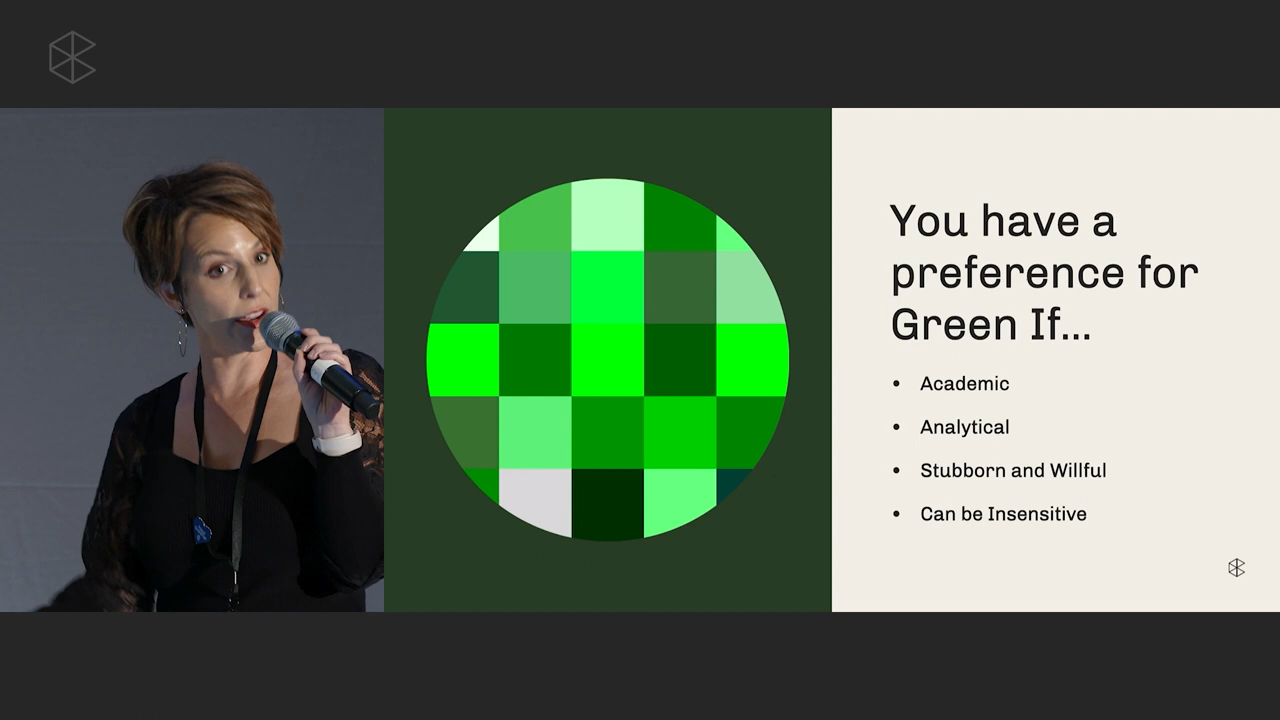 You have a
preference for
Green If...
• Academic
• Analytical
• Stubborn and Willful
• Can be Insensitive